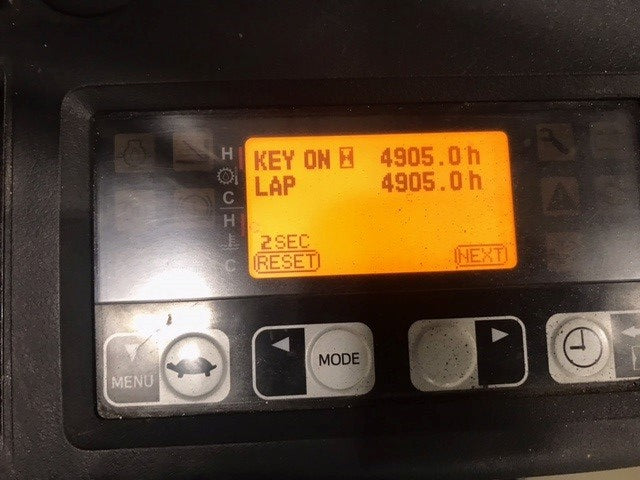 KEY ON 4905.0h
LAP 4905.0h
2SEC
RESET NEXT
H
C
H
C
MENU
MODE